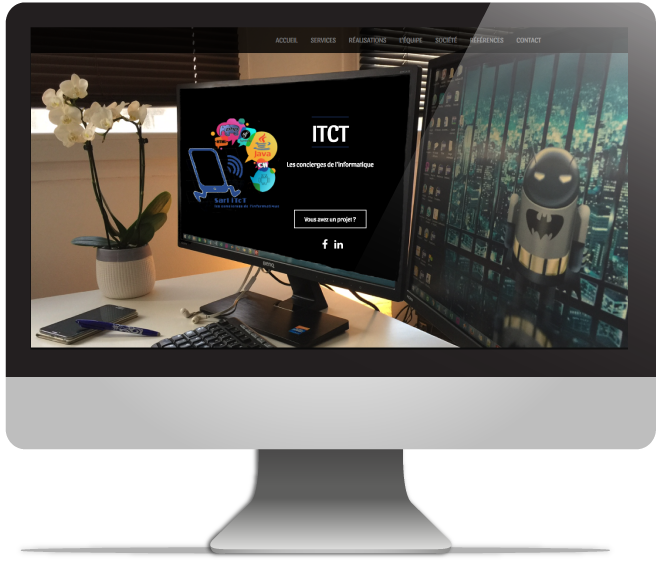 ACCUEIL SERVICES RÉALISATIONS L'ÉQUIPE SOCIÉTÉ RÉFÉRENCES CONTACT
ITCT
Les concierges de l'informatique
Java
C++
Sarl ITCT
Vous avez un projet ?
f in
BenQ